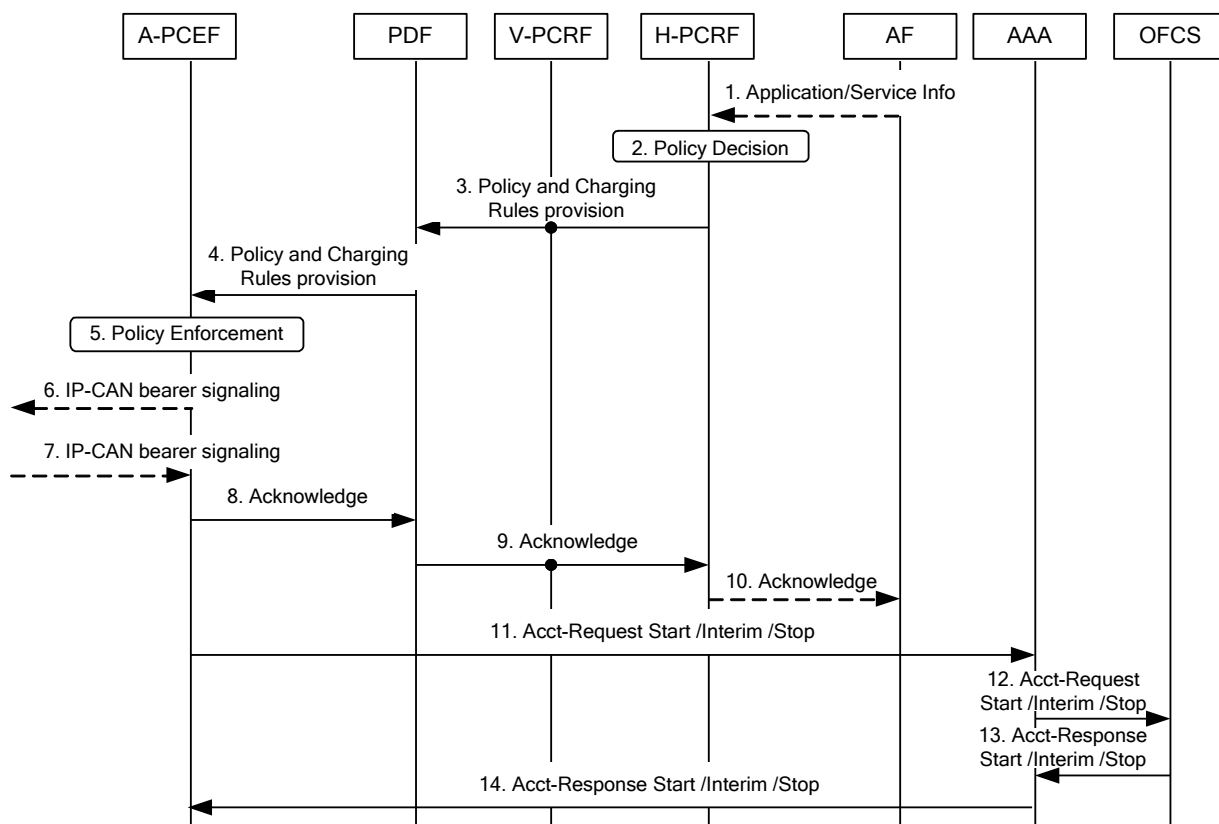 A-PCEF PDF V-PCRF H-PCRF AF AAA OFCS
1. Application/Service Info
2. Policy Decision
3. Policy and Charging
Rules provision
4. Policy and Charging
Rules provision
5. Policy Enforcement
6. IP-CAN bearer signaling
7. IP-CAN bearer signaling
8. Acknowledge
9. Acknowledge
10. Acknowledge
11. Acct-Request Start /Interim /Stop
12. Acct-Request
Start /Interim /Stop
13. Acct-Response
Start /Interim /Stop
14. Acct-Response Start /Interim /Stop